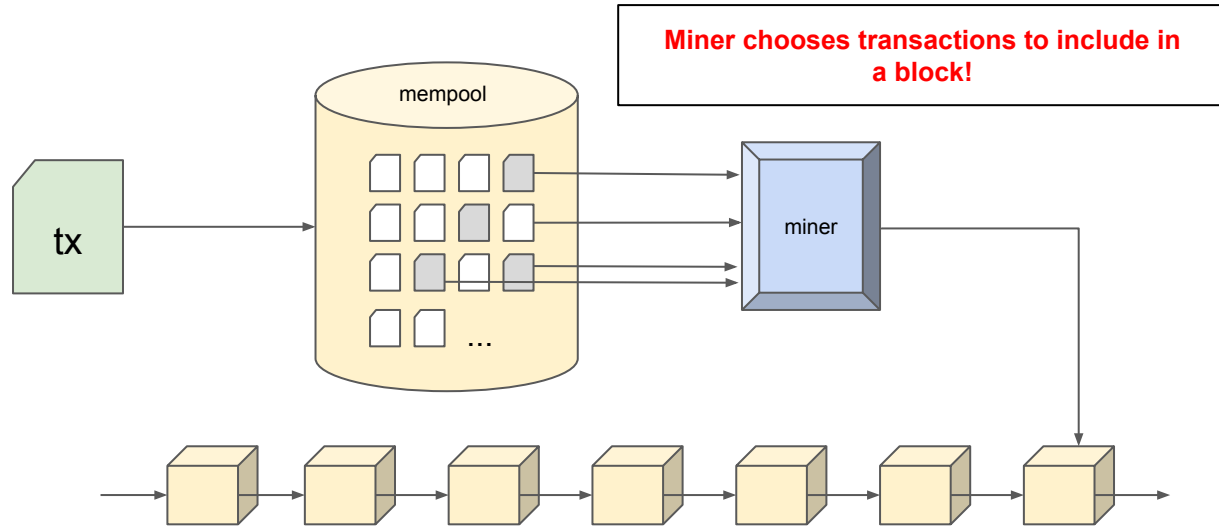 Miner chooses transactions to include in
a block!
mempool
tx
miner
...